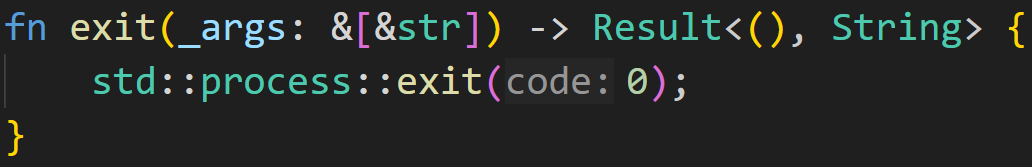 fn exit(_args: &[&str]) -> Result<(), String> {
    std::process::exit(code: 0);
}